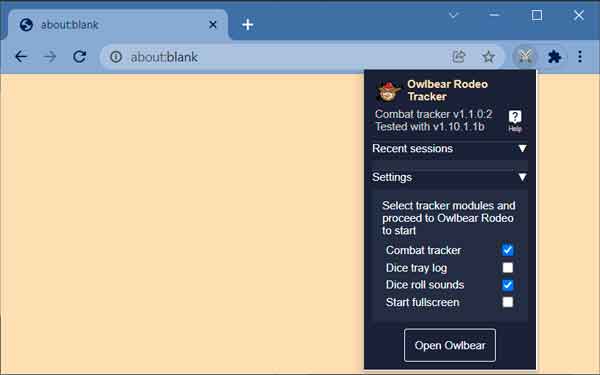 about:blank
about:blank
Owlbear Rodeo
Tracker
Combat tracker v1.1.0:2
Tested with v1.10.1.1b
Help
Recent sessions
Settings
Select tracker modules and
proceed to Owlbear Rodeo
to start
Combat tracker
Dice tray log
Dice roll sounds
Start fullscreen
Open Owlbear